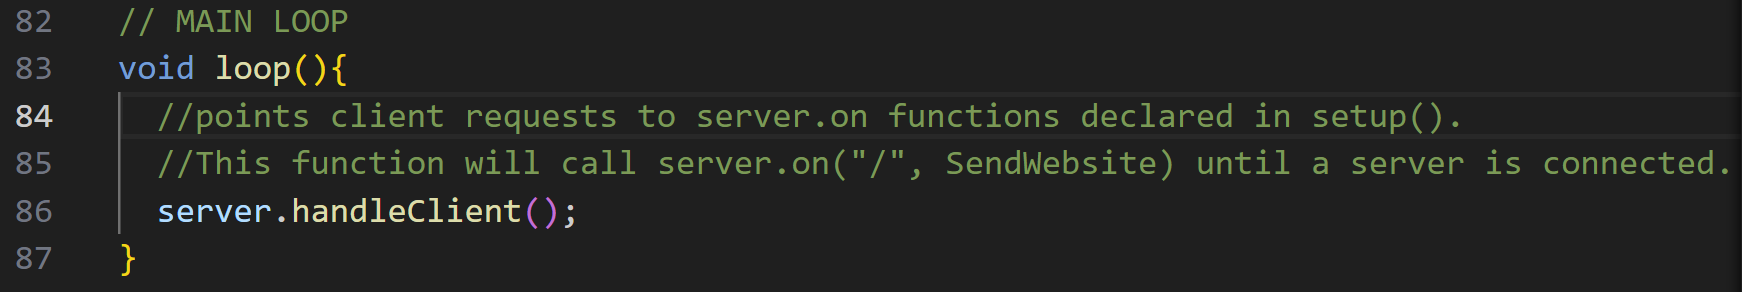 82 // MAIN LOOP
83 void loop(){
84 //points client requests to server.on functions declared in setup().
85 //This function will call server.on("/", SendWebsite) until a server is connected.
86 server.handleClient();
87 }